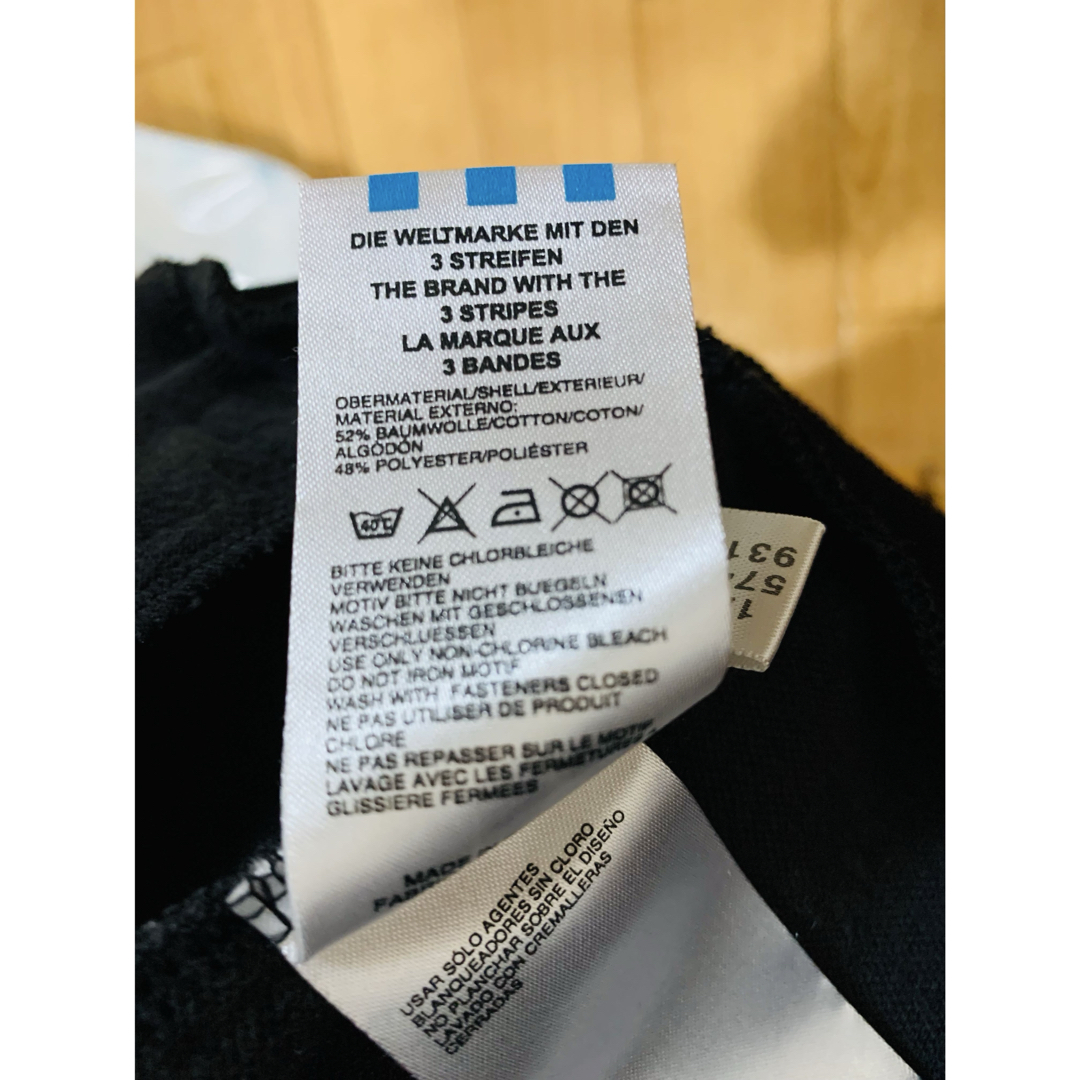 DIE WELTMARKE MIT DEN
3 STREIFEN
THE BRAND WITH THE
3 STRIPES
LA MARQUE AUX
3 BANDES
OBERMATERIAL/SHELL/EXTERIEUR/
MATERIAL EXTERNO:
52% BAUMWOLLE/COTTON/COTON/
ALGODÓN
48% POLYESTER/POLIÉSTER
40°C
BITTE KEINE CHLORBLEICHE
VERWENDEN
MOTIV BITTE NICHT BUEGELN
WASCHEN MIT GESCHLOSSENEN
VERSCHLUESSEN
USE ONLY NON-CHLORINE BLEACH
DO NOT IRON MOTIF
WASH WITH FASTENERS CLOSED
NE PAS UTILISER DE PRODUIT
CHLORE
NE PAS REPASSER SUR LE MOTIF
LAVAGE AVEC LES FERMETURES
GLISSIERE FERMEES
MADE
USAR SÓLO AGENTES
BLANQUEADORES SIN CLORO
NO PLANCHAR SOBRE EL DISEÑO
LAVADO CON CREMALLERAS
CERRADAS
57
931